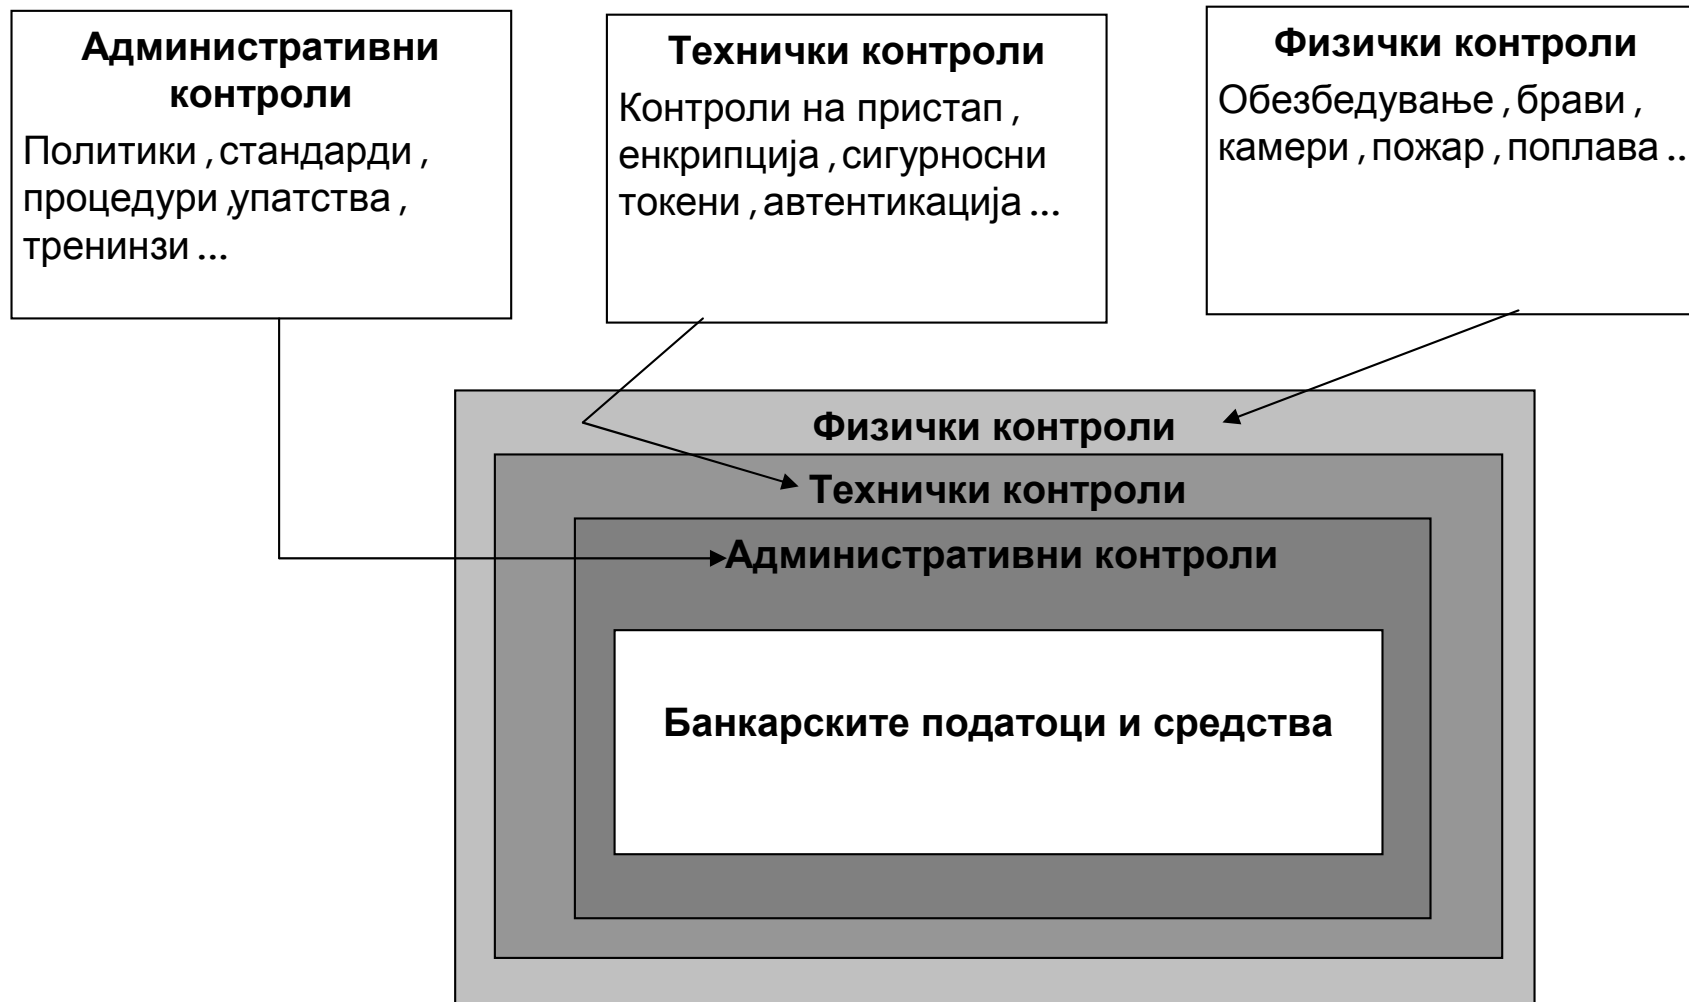 Административни
контроли
Политики , стандарди ,
процедури ,упатства ,
тренинзи ...
Технички контроли
Контроли на пристап ,
енкрипција , сигурносни
токени , автентикација ...
Физички контроли
Обезбедување , брави ,
камери , пожар , поплава ..
Физички контроли
Технички контроли
Административни контроли
Банкарските податоци и средства